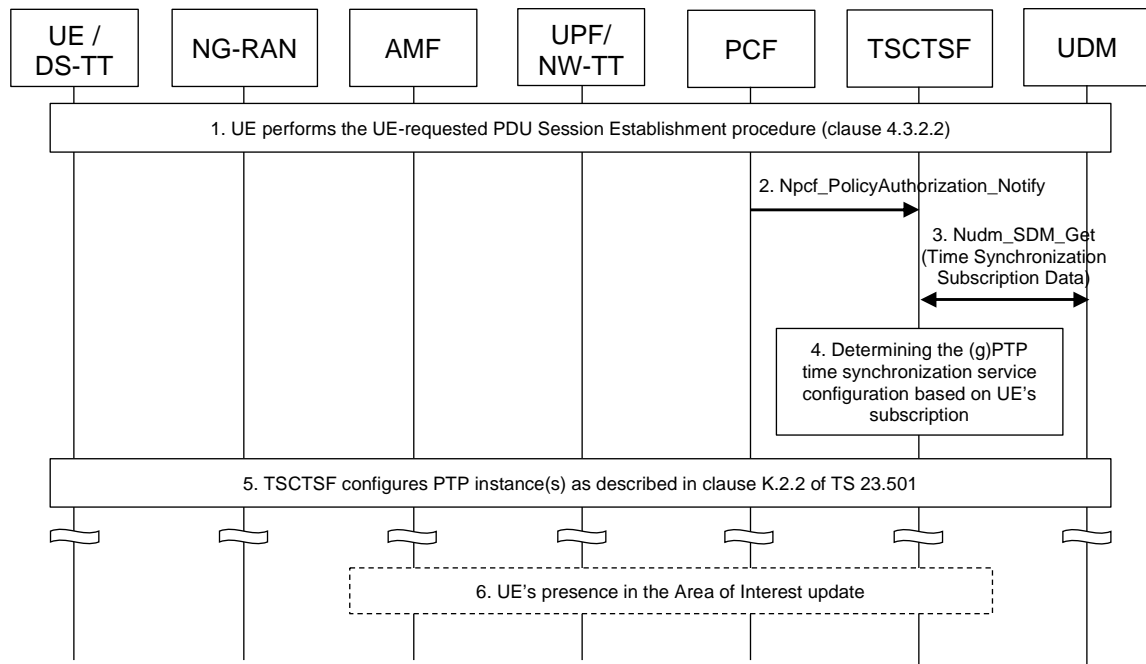 UE /
DS-TT
NG-RAN
AMF
UPF/
NW-TT
PCF
TSCTSF
UDM
1. UE performs the UE-requested PDU Session Establishment procedure (clause 4.3.2.2)
2. Npcf_PolicyAuthorization_Notify
3. Nudm_SDM_Get
(Time Synchronization
Subscription Data)
4. Determining the (g)PTP
time synchronization service
configuration based on UE’s
subscription
5. TSCTSF configures PTP instance(s) as described in clause K.2.2 of TS 23.501
6. UE’s presence in the Area of Interest update